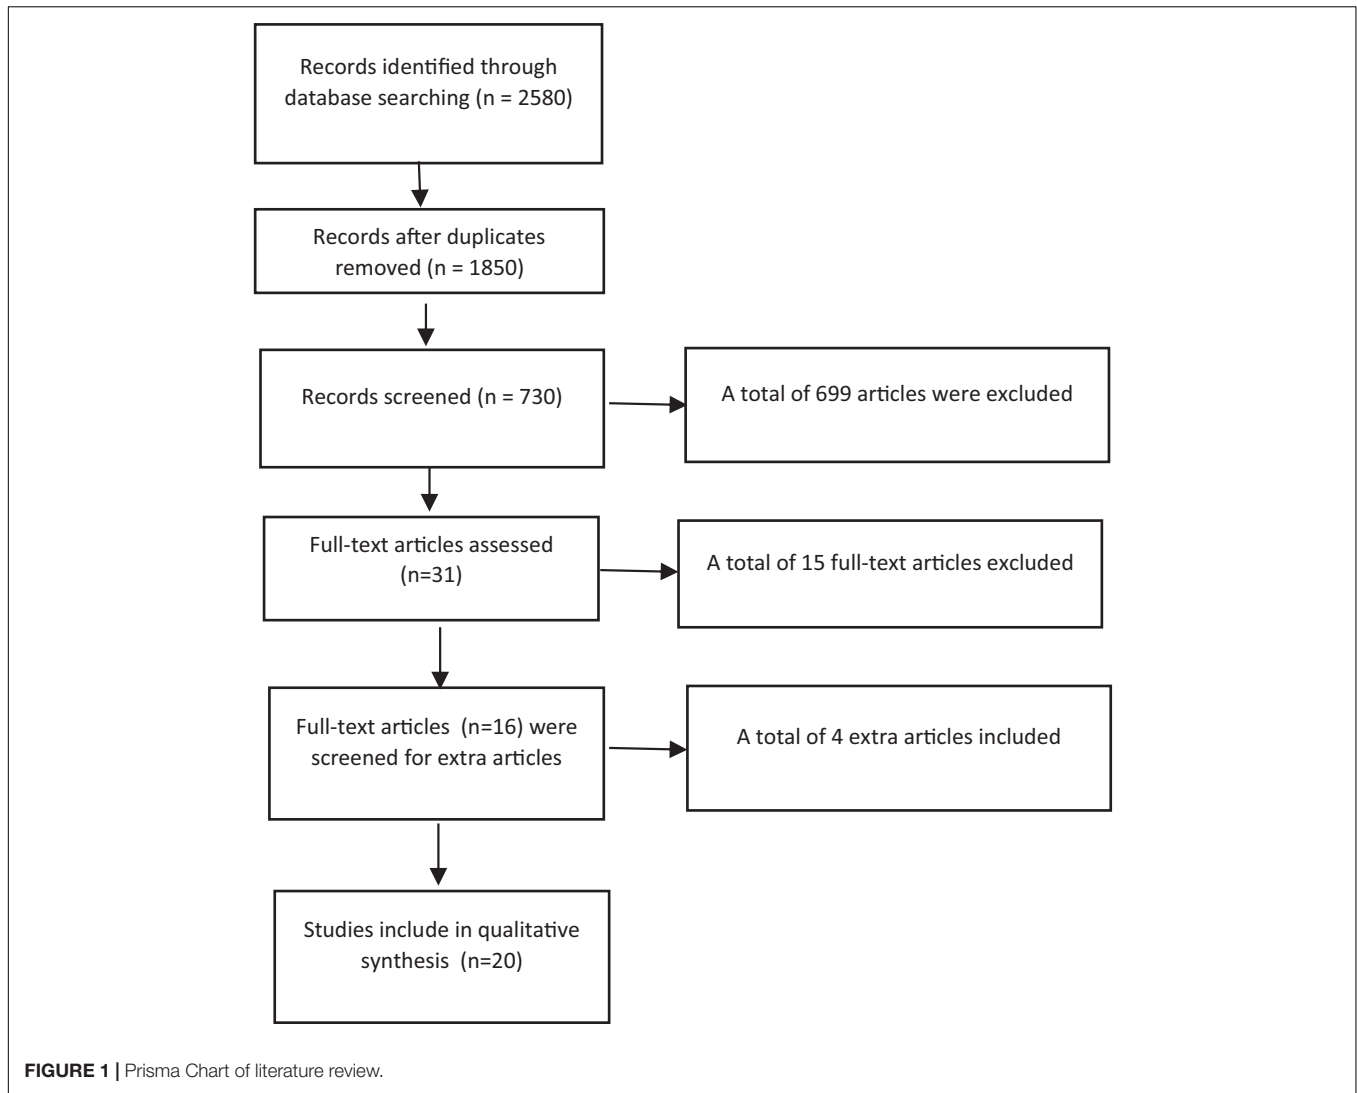 Records identified through
database searching (n = 2580)
Records after duplicates
removed (n = 1850)
Records screened (n = 730)
A total of 699 articles were excluded
Full-text articles assessed
(n=31)
A total of 15 full-text articles excluded
Full-text articles  (n=16) were
screened for extra articles
A total of 4 extra articles included
Studies include in qualitative
synthesis  (n=20)
FIGURE 1 | Prisma Chart of literature review.